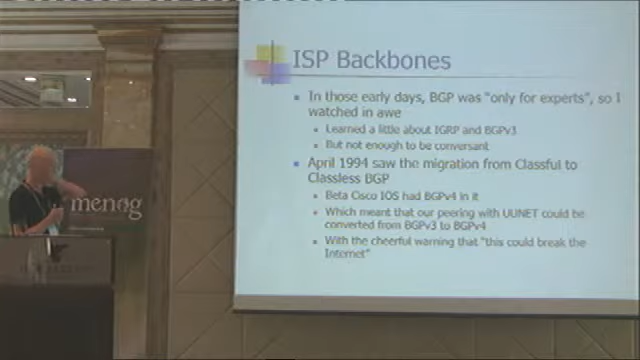 ISP Backbones
In those early days, BGP was "only for experts", so I
watched in awe
Learned a little about IGRP and BGPv3
But not enough to be conversant
April 1994 saw the migration from Classful to
Classless BGP
Beta Cisco IOS had BGPv4 in it
Which meant that our peering with UUNET could be
converted from BGPv3 to BGPv4
With the cheerful warning that "this could break the
Internet"
menog